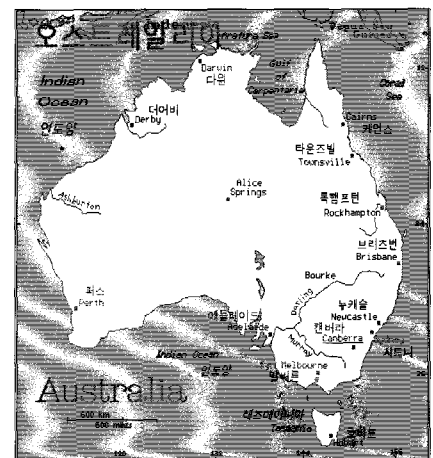 오스트레일리아
Arafura Sea
Darwin
다윈
Gulf
of
Carpentaria
Coral
Sea
Indian
Ocean
인도양
더어비
Derby
Cairns
케언즈
타운즈빌
Townsville
Alice
Springs
Ashburton
록햄프턴
Rockhampton
브리즈번
Brisbane
Bourke
Darling
퍼스
Perth
애들레이드
Adelaide
뉴캐슬
Newcastle
캔버라
Canberra
Sydney
시드니
Murray
Indian Ocean
인도양
Melbourne
Australia
600 km
600 miles
Tasmania
Hobart